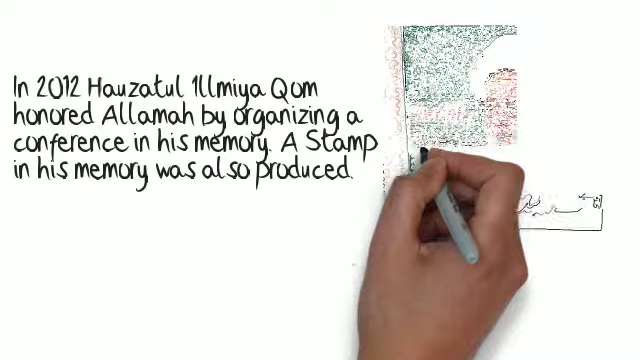 In 2012 Hauzatul Illmiya Qom
honored Allamah by organizing a
conference in his memory. A Stamp
in his memory was also produced.